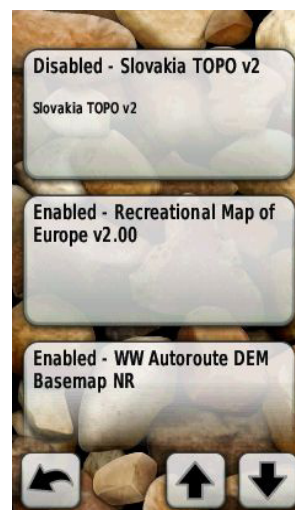 Disabled - Slovakia TOPO v2
Slovakia TOPO v2
Enabled - Recreational Map of
Europe v2.00
Enabled - WW Autoroute DEM
Basemap NR